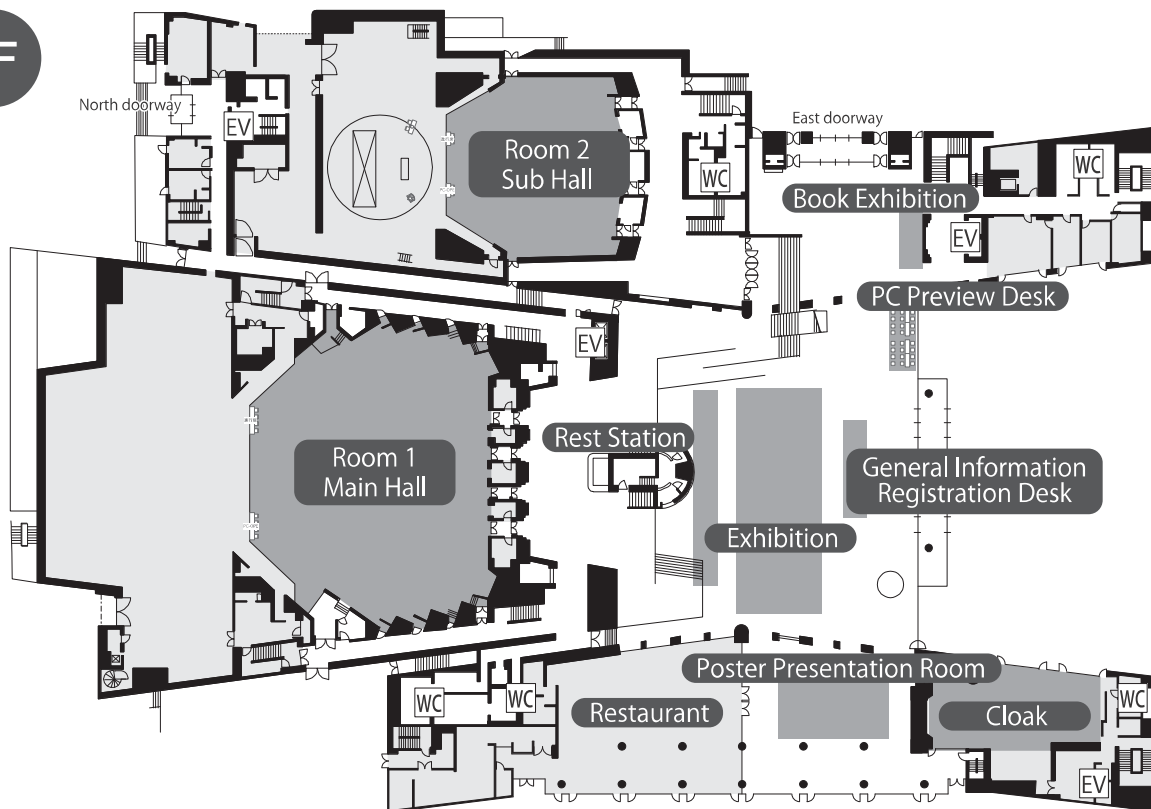 F
North doorway
EV
Room 2
Sub Hall
WC
East doorway
WC
Book Exhibition
EV
PC Preview Desk
EV
Rest Station
Room 1
Main Hall
General Information
Registration Desk
Exhibition
Poster Presentation Room
WC
WC
Restaurant
Cloak
WC
EV